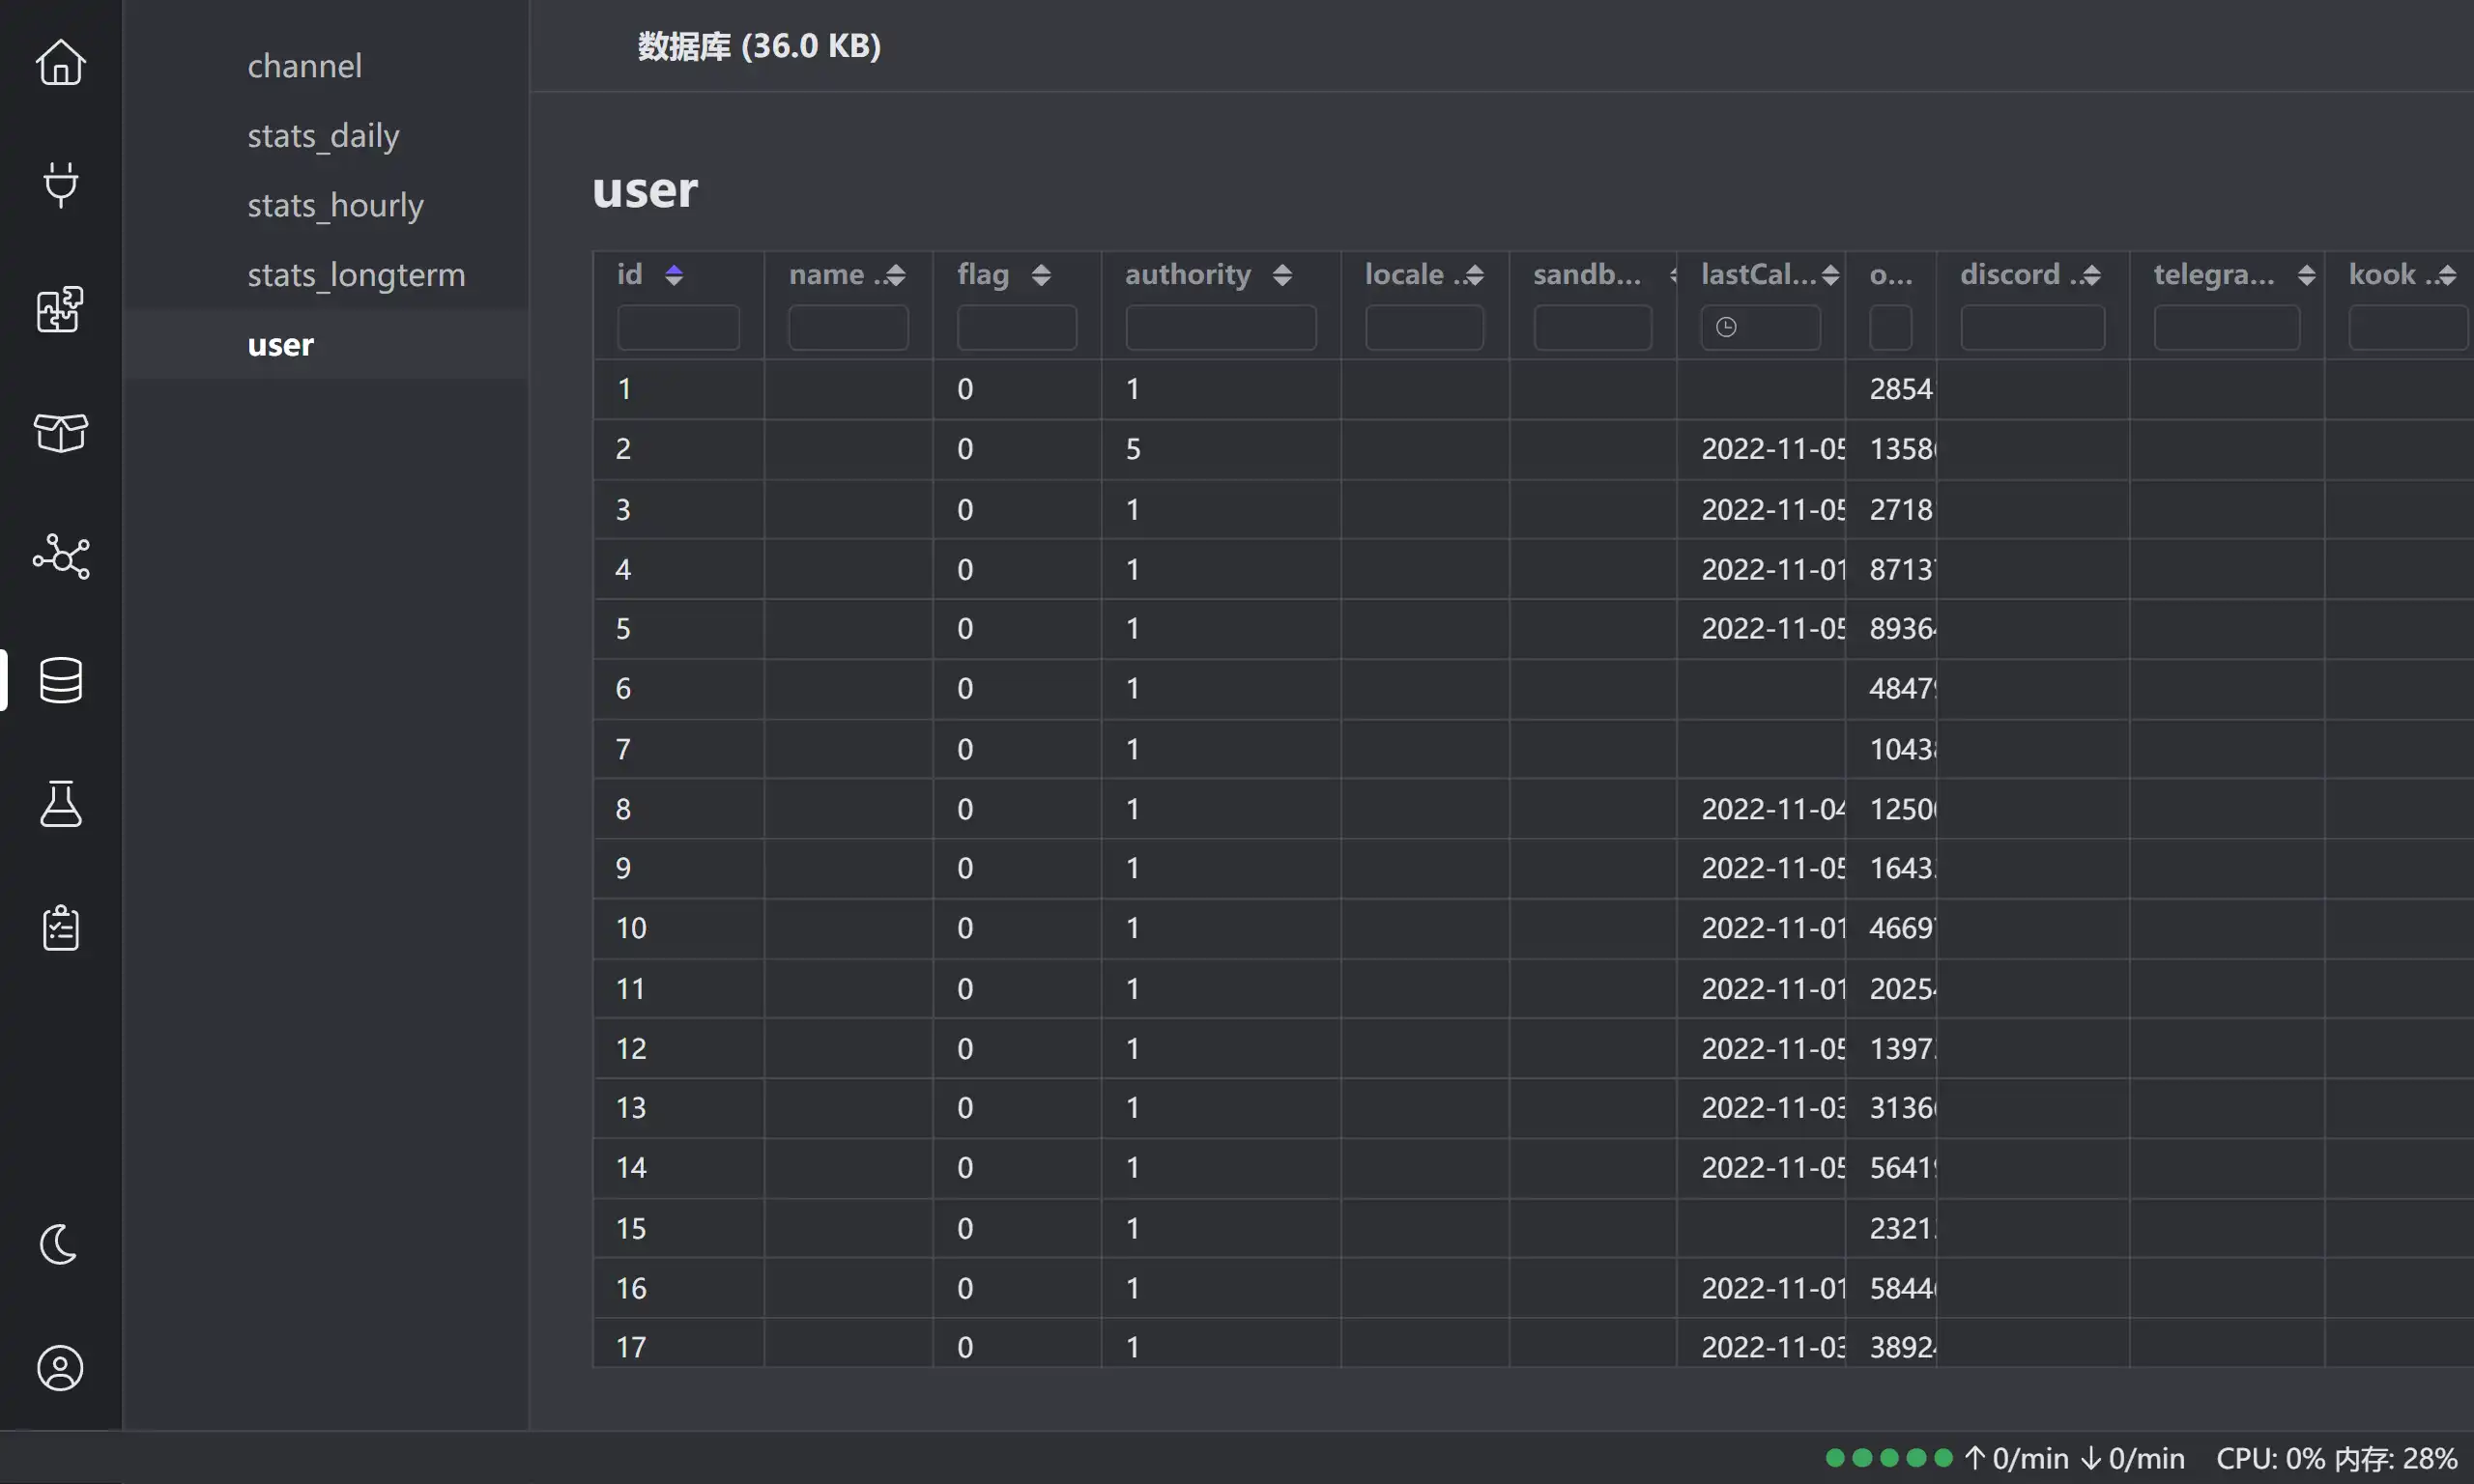 channel
stats_daily
stats_hourly
stats_longterm
user
数据库 (36.0 KB)
user
id name ... flag authority locale ... sandb... lastCal... o... discord ... telegra... kook ...
1 0 1
2 0 5 2022-11-05
3 0 1 2022-11-05 2718
4 0 1 2022-11-01 8713
5 0 1 2022-11-05 8936
6 0 1 4847
7 0 1 1043
8 0 1 2022-11-04 1250
9 0 1 2022-11-05 1643
10 0 1 2022-11-01 4669
11 0 1 2022-11-01 2025
12 0 1 2022-11-05 1397
13 0 1 2022-11-03 3136
14 0 1 2022-11-05 5641
15 0 1 2321
16 0 1 2022-11-01 5844
17 0 1 2022-11-03 3892
↑ 0/min ↓ 0/min CPU: 0% 内存: 28%